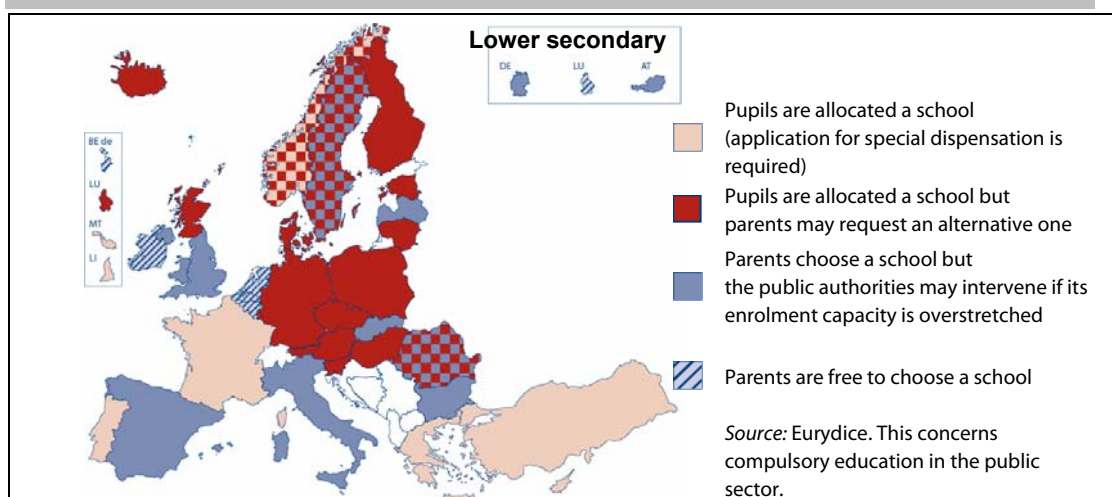 Lower secondary
DE
LU
AT
BE de
LU
MT
LI
Pupils are allocated a school
(application for special dispensation is
required)
Pupils are allocated a school but
parents may request an alternative one
Parents choose a school but
the public authorities may intervene if its
enrolment capacity is overstretched
Parents are free to choose a school
Source: Eurydice. This concerns
compulsory education in the public
sector.